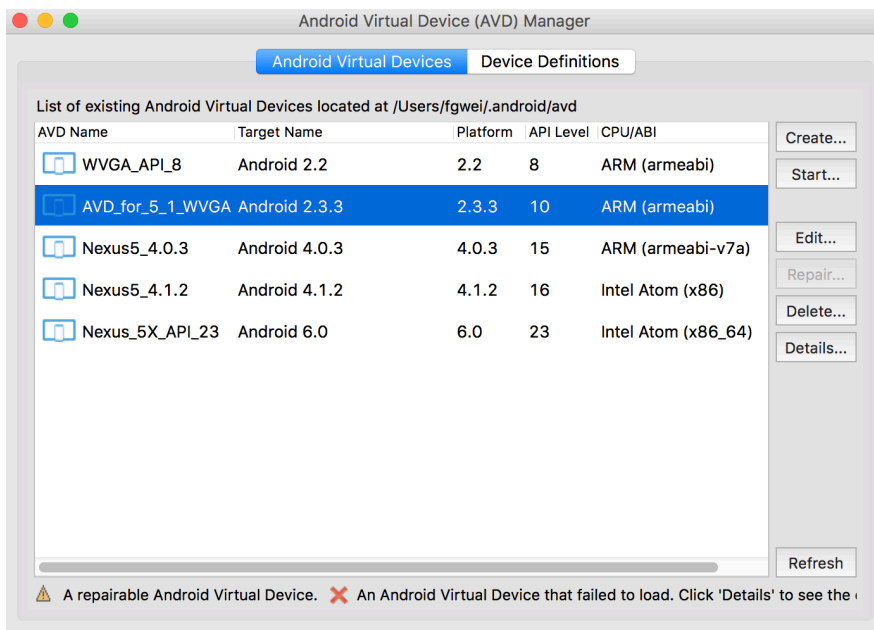 Android Virtual Device (AVD) Manager
Android Virtual Devices Device Definitions
List of existing Android Virtual Devices located at /Users/fgwei/.android/avd
AVD Name Target Name Platform API Level CPU/ABI
WVGA_API_8 Android 2.2 2.2 8 ARM (armeabi)
AVD_for_5_1_WVGA Android 2.3.3 2.3.3 10 ARM (armeabi)
Nexus5_4.0.3 Android 4.0.3 4.0.3 15 ARM (armeabi-v7a)
Nexus5_4.1.2 Android 4.1.2 4.1.2 16 Intel Atom (x86)
Nexus_5X_API_23 Android 6.0 6.0 23 Intel Atom (x86_64)
Create...
Start...
Edit...
Repair...
Delete...
Details...
Refresh
A repairable Android Virtual Device. An Android Virtual Device that failed to load. Click 'Details' to see the